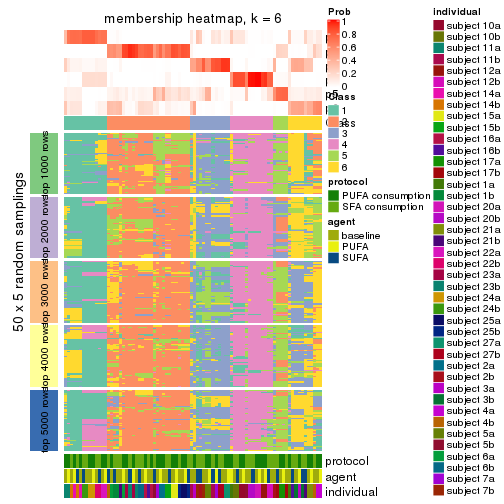 membership heatmap, k = 6
50 x 5 random samplings
top 1000 rows
top 2000 rows
top 3000 rows
top 4000 rows
top 5000 rows
protocol
agent
individual
Prob
1
0.8
0.6
0.4
0.2
0
Class
1
2
3
4
5
6
protocol
PUFA consumption
SFA consumption
agent
baseline
PUFA
SUFA
individual
subject 10a
subject 10b
subject 11a
subject 11b
subject 12a
subject 12b
subject 14a
subject 14b
subject 15a
subject 15b
subject 16a
subject 16b
subject 17a
subject 17b
subject 1a
subject 1b
subject 20a
subject 20b
subject 21a
subject 21b
subject 22a
subject 22b
subject 23a
subject 23b
subject 24a
subject 24b
subject 25a
subject 25b
subject 27a
subject 27b
subject 2a
subject 2b
subject 3a
subject 3b
subject 4a
subject 4b
subject 5a
subject 5b
subject 6a
subject 6b
subject 7a
subject 7b